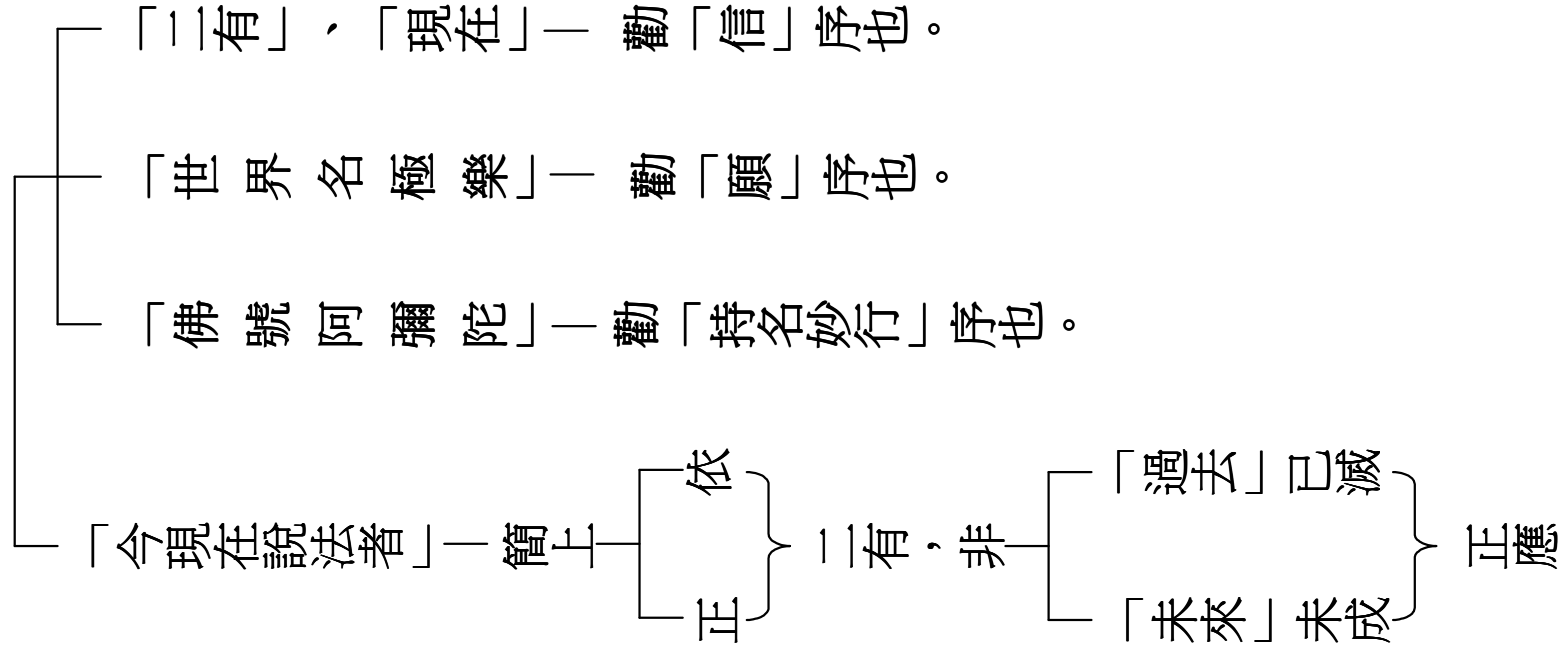 「二有」、「現在」—勸「信」序也。
「世界名極樂」—勸「願」序也。
「佛號阿彌陀」—勸「持名妙行」序也。
「今現在說法者」—簡上
依
正
二有，非
「過去」已滅
「未來」未成
正應